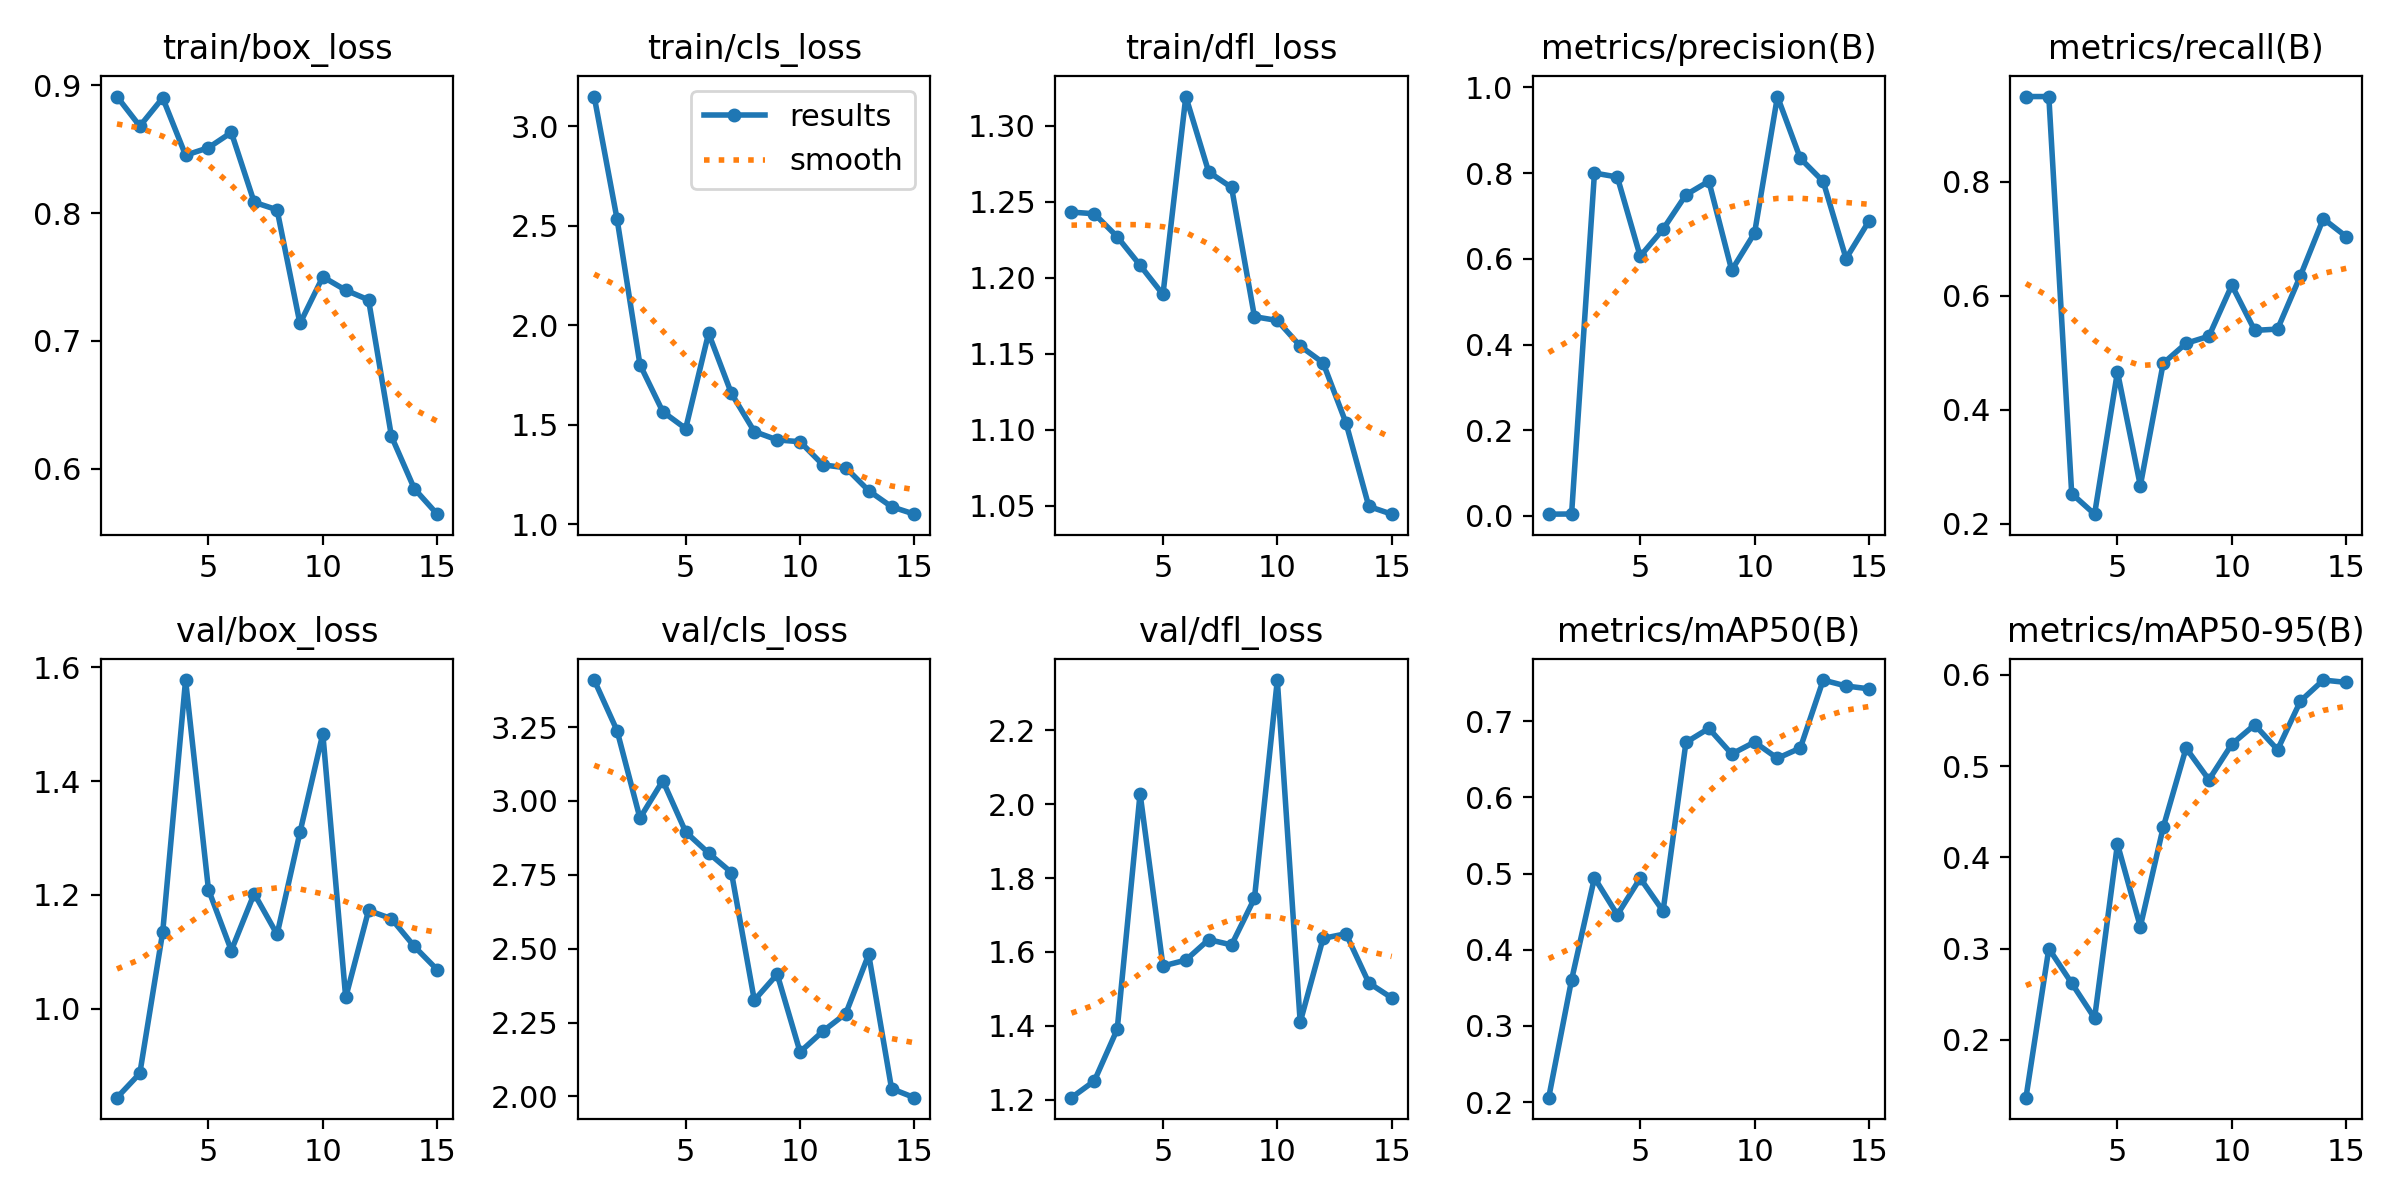 train/box_loss
0.9
0.8
0.7
0.6
5 10 15
train/cls_loss
results
smooth
3.0
2.5
2.0
1.5
1.0
5 10 15
train/dfl_loss
1.30
1.25
1.20
1.15
1.10
1.05
5 10 15
metrics/precision(B)
1.0
0.8
0.6
0.4
0.2
0.0
5 10 15
metrics/recall(B)
0.8
0.6
0.4
0.2
5 10 15
val/box_loss
1.6
1.4
1.2
1.0
5 10 15
val/cls_loss
3.25
3.00
2.75
2.50
2.25
2.00
5 10 15
val/dfl_loss
2.2
2.0
1.8
1.6
1.4
1.2
5 10 15
metrics/mAP50(B)
0.7
0.6
0.5
0.4
0.3
0.2
5 10 15
metrics/mAP50-95(B)
0.6
0.5
0.4
0.3
0.2
5 10 15